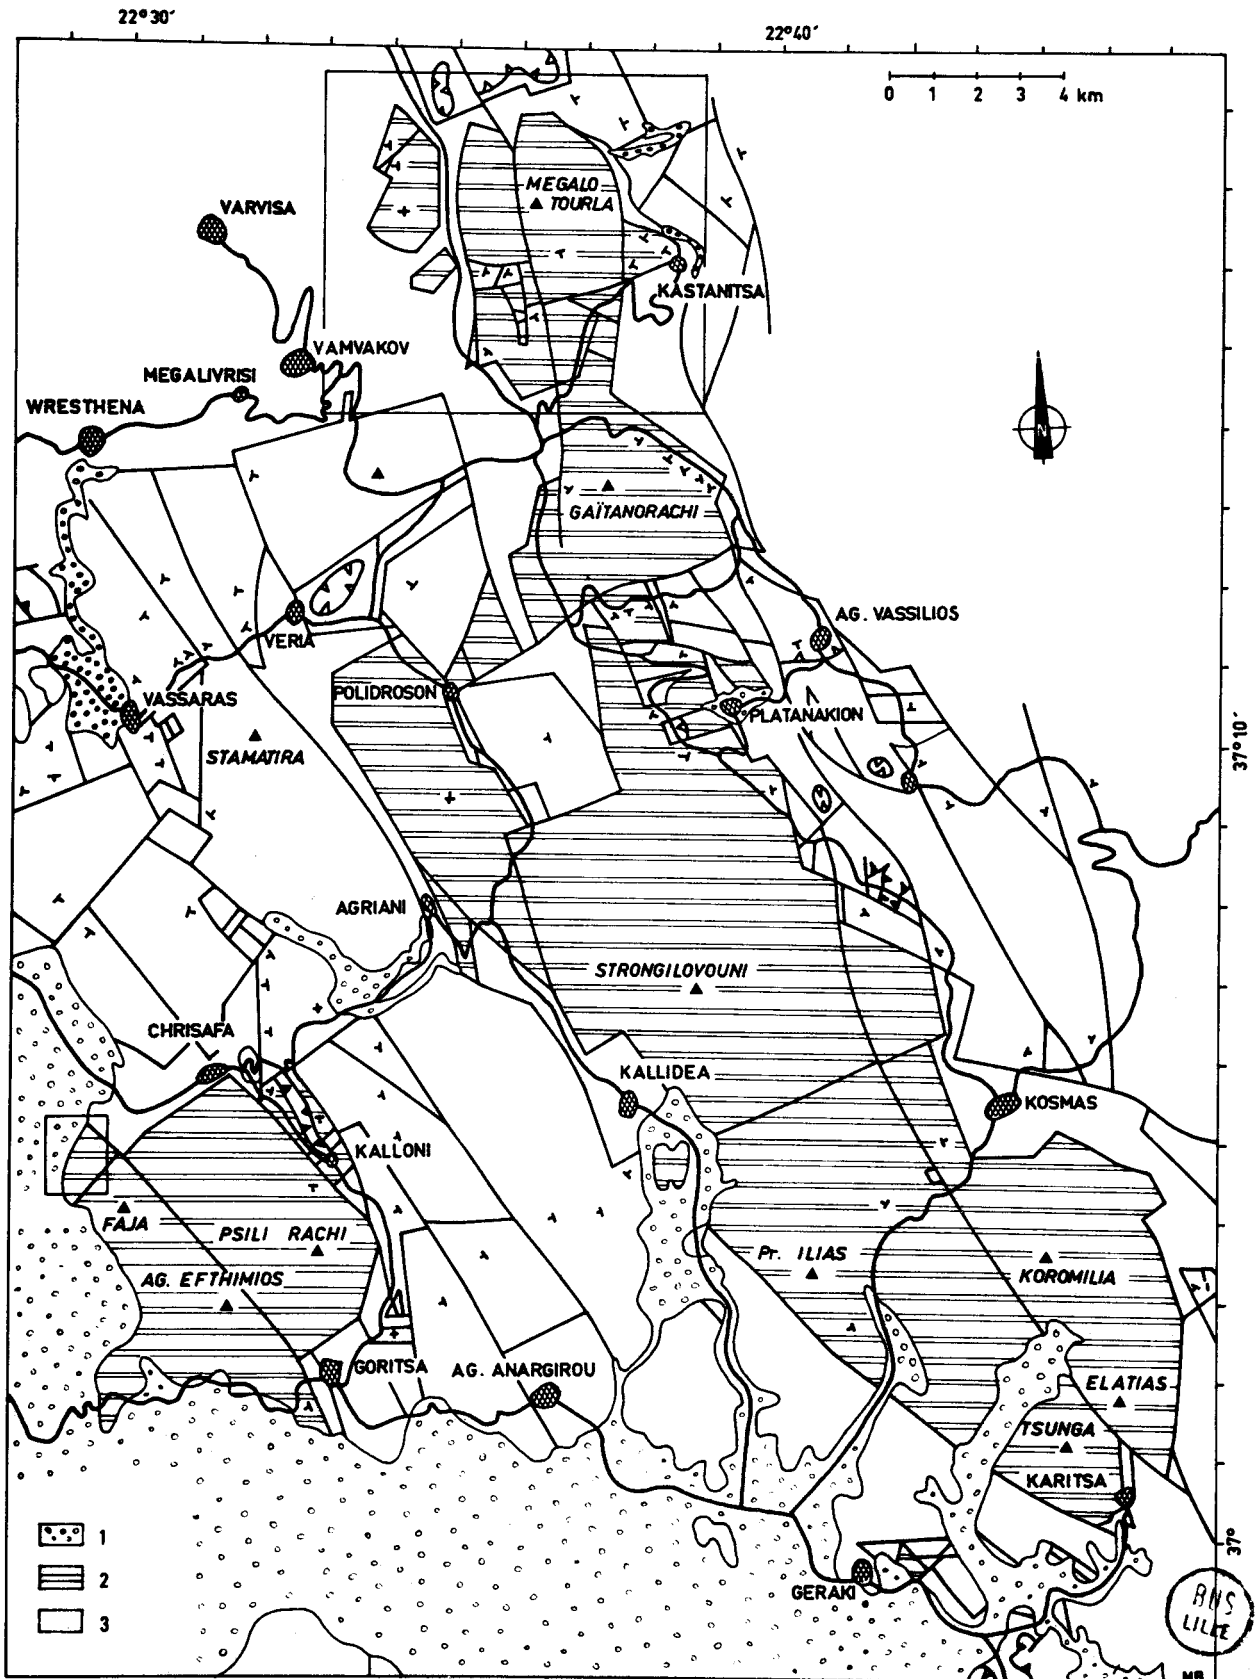 22°30′
22°40′
0 1 2 3 4 km
MEGALO
TOURLA
VARVISA
KASTANITSA
VAMVAKOV
MEGALIVRISI
WRESTHENA
N
GAÏTANORACHI
AG. VASSILIOS
VERIA
POLIDROSON
VASSARAS
PLATANAKION
STAMATIRA
37°10′
AGRIANI
STRONGILOVOUNI
CHRISAFA
KALLIDEA
KOSMAS
KALLONI
FAJA
PSILI RACHI
Pr. ILIAS
AG. EFTHIMIOS
KOROMILIA
GORITSA
AG. ANARGIROU
ELATIAS
TSUNGA
KARITSA
1
37°
2
GERAKI
3
LILLE
MB